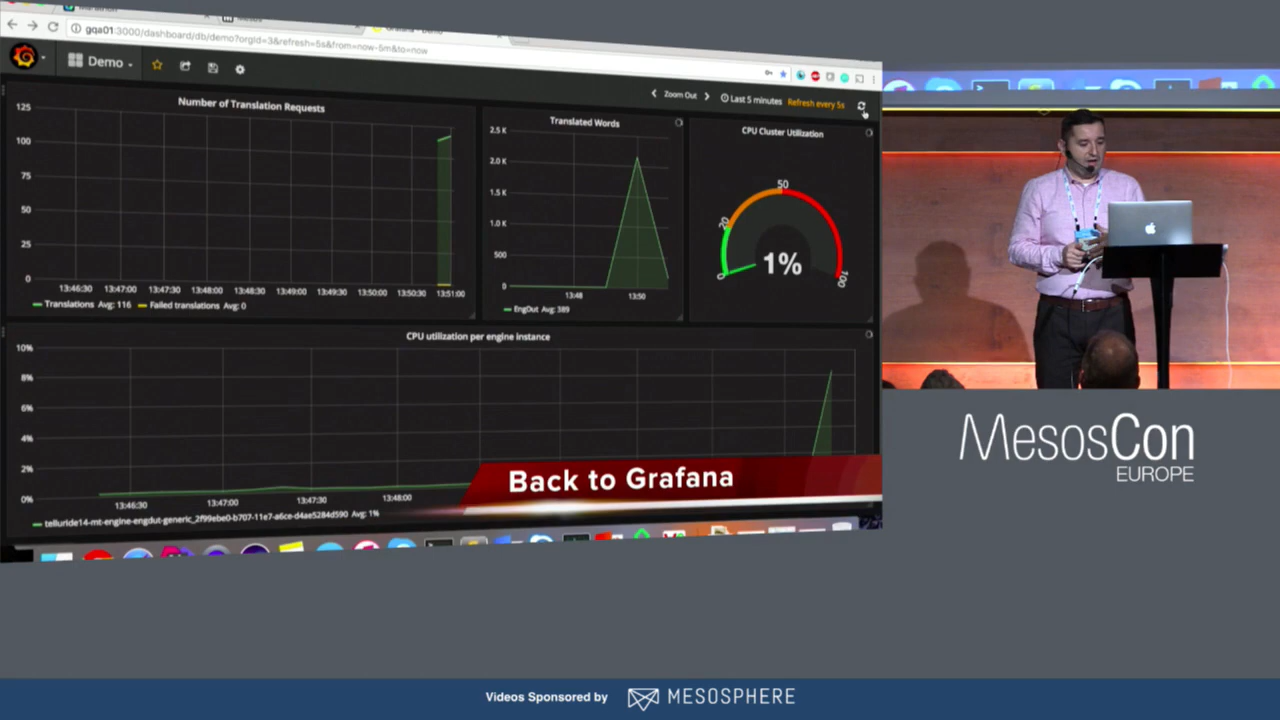 gqa01:3000/dashboard/db/demo?orgId=3&refresh=5s&from=now-5m&to=now
Demo
Zoom Out
Last 5 minutes
Refresh every 5s
Number of Translation Requests
125
100
75
50
25
0
13:46:30 13:47:00 13:47:30 13:48:00 13:48:30 13:49:00 13:49:30 13:50:00 13:50:30 13:51:00
Translations Avg: 116 Failed translations Avg: 0
Translated Words
2.5 K
2.0 K
1.5 K
1.0 K
500
0
13:48 13:50
EngDut Avg: 389
CPU Cluster Utilization
0
20
50
100
1%
CPU utilization per engine instance
10%
8%
6%
4%
2%
0%
13:46:30 13:47:00 13:47:30 13:48:00
telluride14-mt-engine-engdut-generic_2f99ebe0-b707-11e7-a6ce-d4ae5284d590 Avg: 1%
Back to Grafana
MesosCon
EUROPE
Videos Sponsored by
MESOSPHERE